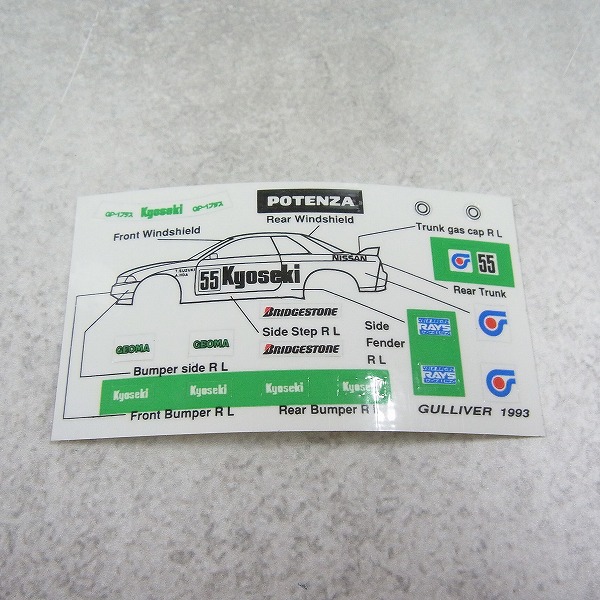 GP-1プラス Kyoseki GP-1プラス
POTENZA
Rear Windshield
Front Windshield
Trunk gas cap R L
NISSAN
T.SUZUKI
A.IIDA
55 Kyoseki
55
Rear Trunk
BRIDGESTONE
Side Step R L
BRIDGESTONE
Side
Fender
R L
RAYS
RAYS
GEOMA GEOMA
Bumper side R L
Kyoseki Kyoseki Kyoseki Kyoseki
Front Bumper R L
Rear Bumper R L
GULLIVER 1993